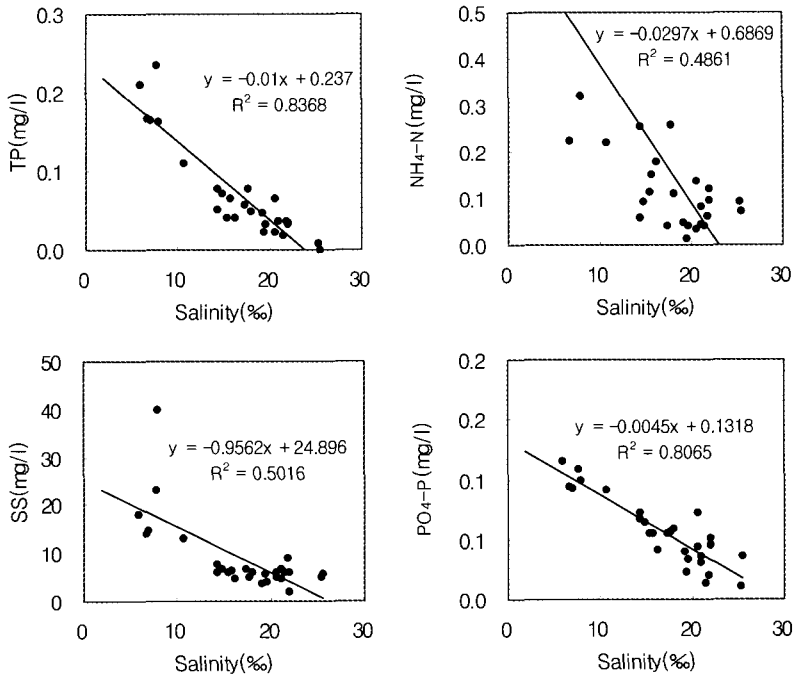 0.3
0.2
0.1
0.0
TP(mg/l)
y = -0.01x + 0.237
R² = 0.8368
0 10 20 30
Salinity(‰)
0.5
0.4
0.3
0.2
0.1
0.0
NH₄-N(mg/l)
y = -0.0297x + 0.6869
R² = 0.4861
0 10 20 30
Salinity(‰)
50
40
30
20
10
0
SS(mg/l)
y = -0.9562x + 24.896
R² = 0.5016
0 10 20 30
Salinity(‰)
0.2
0.2
0.1
0.1
0.0
PO₄-P(mg/l)
y = -0.0045x + 0.1318
R² = 0.8065
0 10 20 30
Salinity(‰)